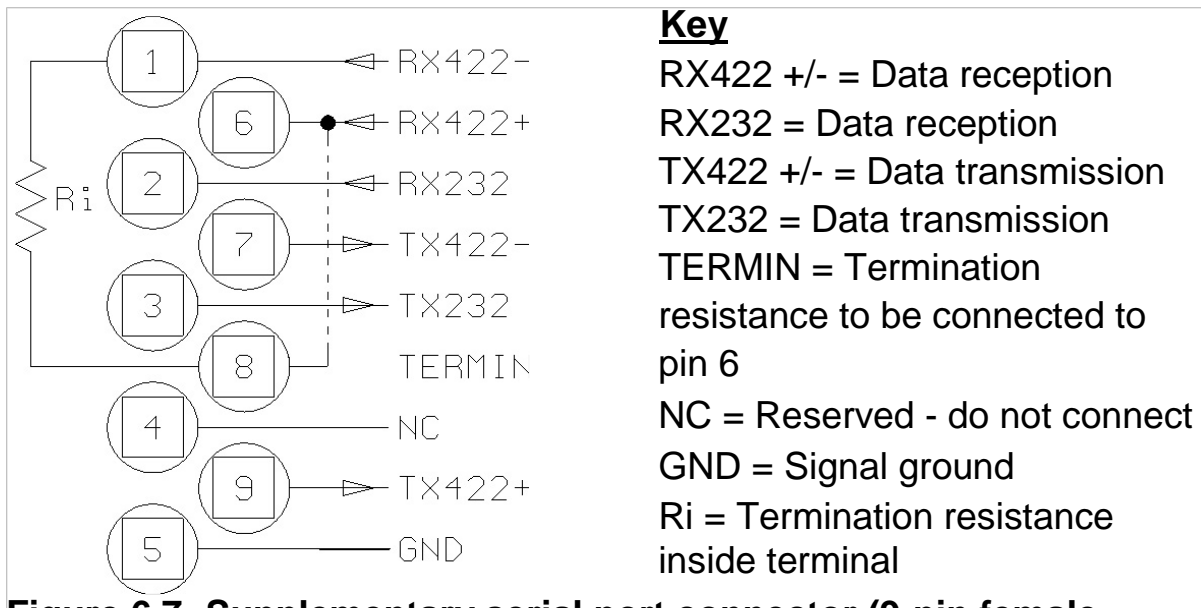 1
RX422-
6
RX422+
Ri
2
RX232
7
TX422-
3
TX232
8
TERMIN
4
NC
9
TX422+
5
GND
Key
RX422 +/- = Data reception
RX232 = Data reception
TX422 +/- = Data transmission
TX232 = Data transmission
TERMIN = Termination
resistance to be connected to
pin 6
NC = Reserved - do not connect
GND = Signal ground
Ri = Termination resistance
inside terminal
Figure 6.7- Supplementary serial port connector (9-pin female